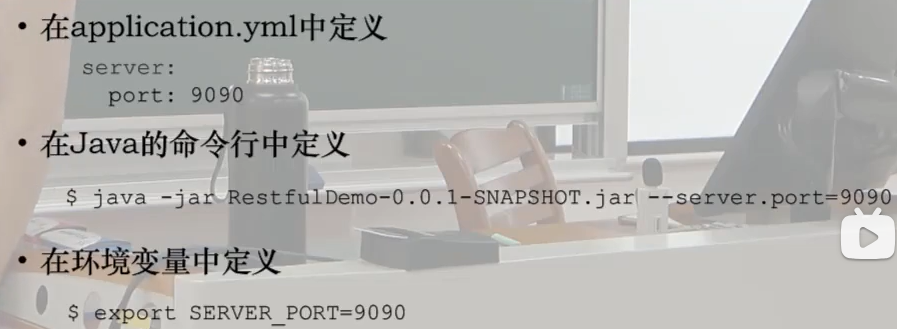 • 在application.yml中定义
server:
port: 9090
• 在Java的命令行中定义
$ java -jar RestfulDemo-0.0.1-SNAPSHOT.jar --server.port=9090
• 在环境变量中定义
$ export SERVER_PORT=9090